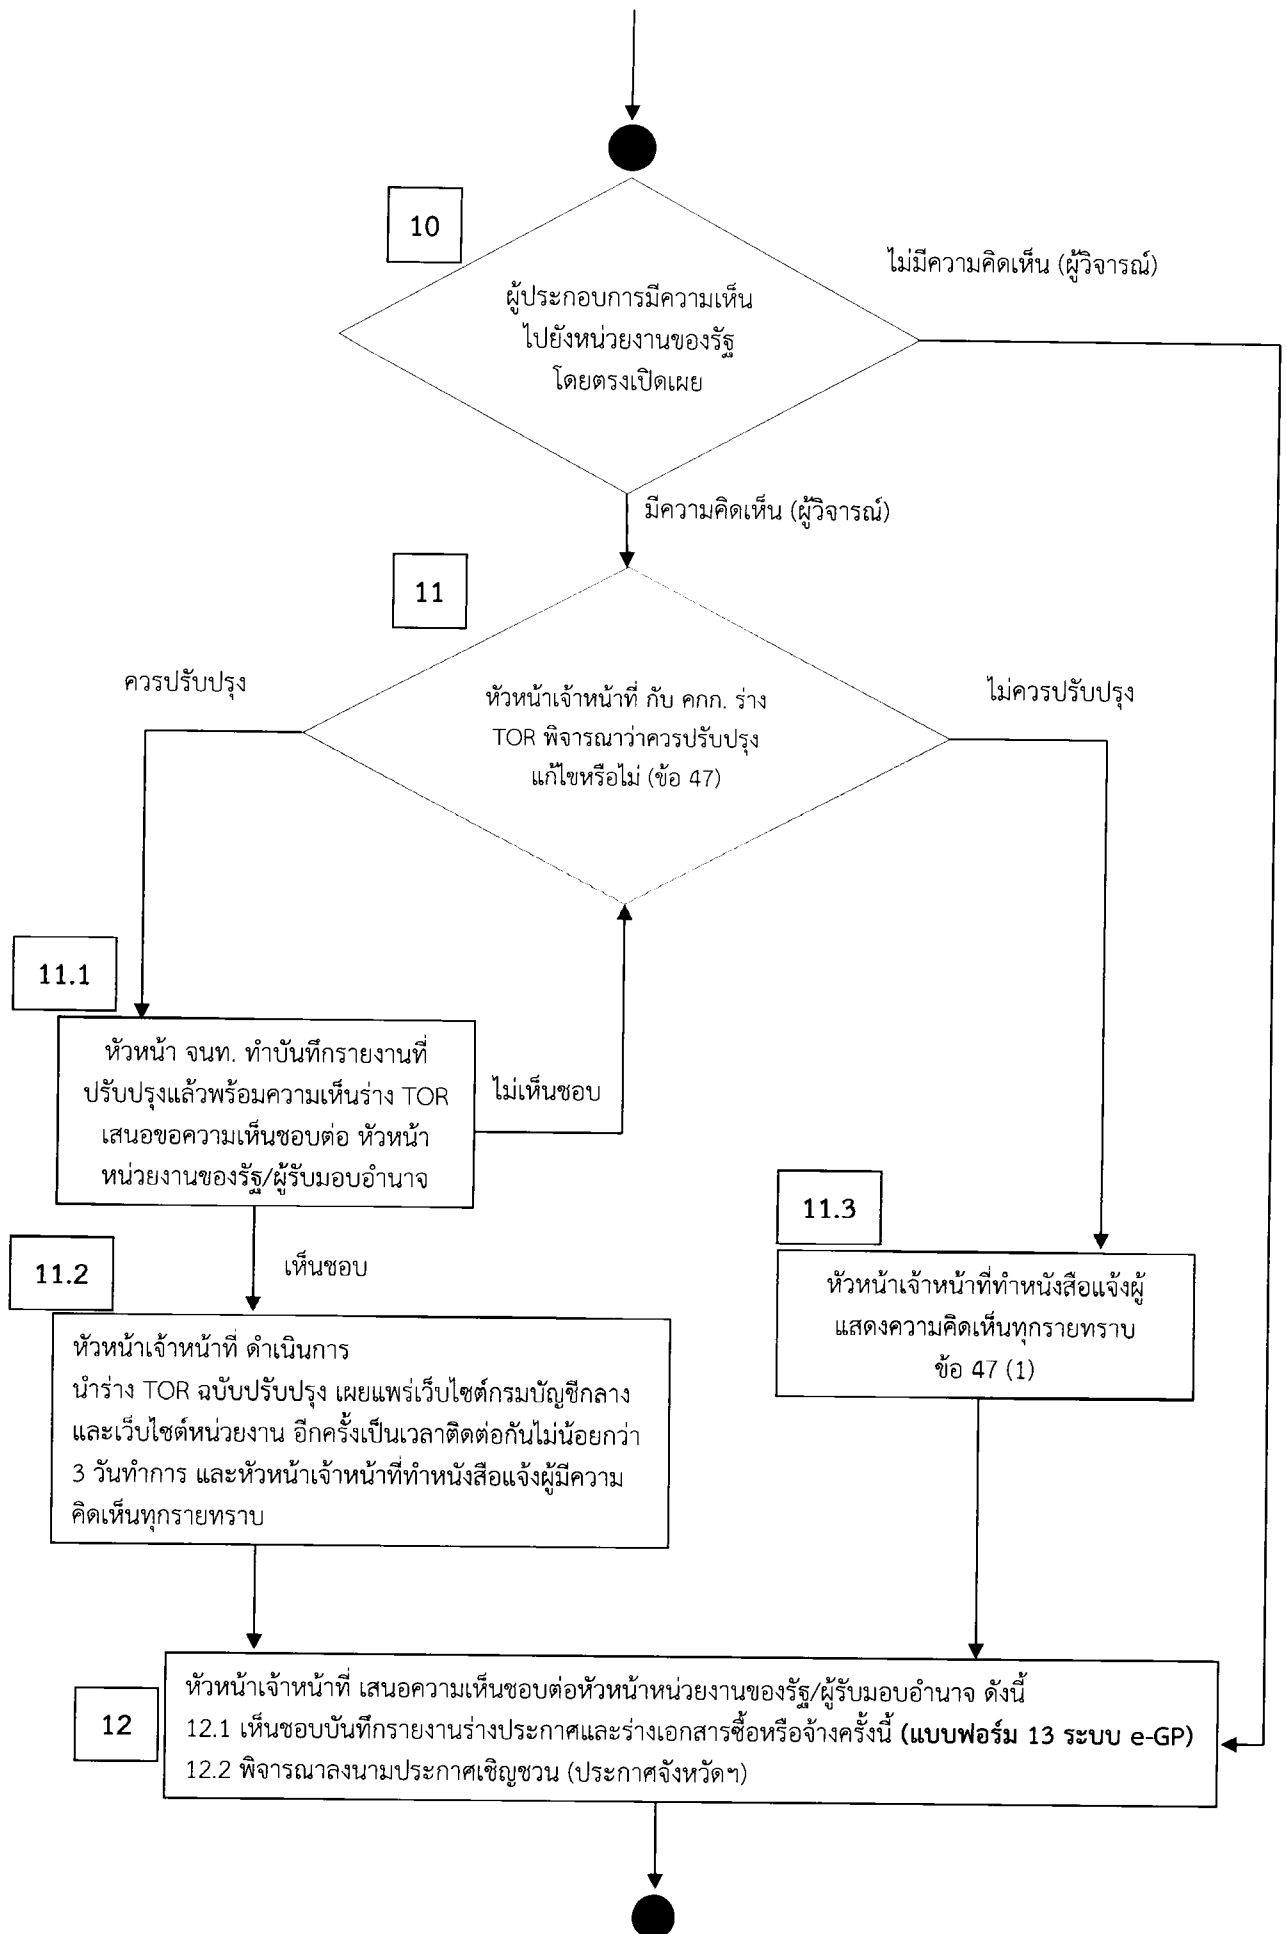 10
ไม่มีความคิดเห็น (ผู้วิจารณ์)
ผู้ประกอบการมีความเห็น
ไปยังหน่วยงานของรัฐ
โดยตรงเปิดเผย
มีความคิดเห็น (ผู้วิจารณ์)
11
ควรปรับปรุง
ไม่ควรปรับปรุง
หัวหน้าเจ้าหน้าที่ กับ คกก. ร่าง
TOR พิจารณาว่าควรปรับปรุง
แก้ไขหรือไม่ (ข้อ 47)
11.1
หัวหน้า จนท. ทำบันทึกรายงานที่
ปรับปรุงแล้วพร้อมความเห็นร่าง TOR
เสนอขอความเห็นชอบต่อ หัวหน้า
หน่วยงานของรัฐ/ผู้รับมอบอำนาจ
ไม่เห็นชอบ
11.2
เห็นชอบ
หัวหน้าเจ้าหน้าที่ ดำเนินการ
นำร่าง TOR ฉบับปรับปรุง เผยแพร่เว็บไซต์กรมบัญชีกลาง
และเว็บไซต์หน่วยงาน อีกครั้งเป็นเวลาติดต่อกันไม่น้อยกว่า
3 วันทำการ และหัวหน้าเจ้าหน้าที่ทำหนังสือแจ้งผู้มีความ
คิดเห็นทุกรายทราบ
11.3
หัวหน้าเจ้าหน้าที่ทำหนังสือแจ้งผู้
แสดงความคิดเห็นทุกรายทราบ
ข้อ 47 (1)
12
หัวหน้าเจ้าหน้าที่ เสนอความเห็นชอบต่อหัวหน้าหน่วยงานของรัฐ/ผู้รับมอบอำนาจ ดังนี้
12.1 เห็นชอบบันทึกรายงานร่างประกาศและร่างเอกสารซื้อหรือจ้างครั้งนี้ (แบบฟอร์ม 13 ระบบ e-GP)
12.2 พิจารณาลงนามประกาศเชิญชวน (ประกาศจังหวัดฯ)